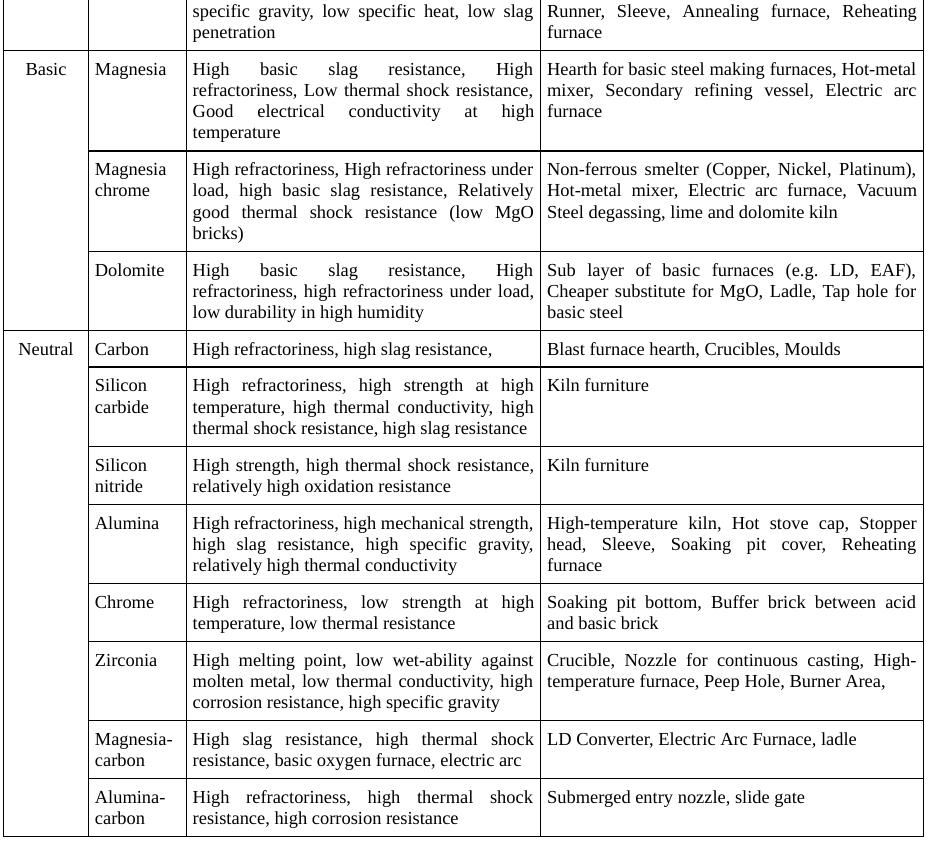 specific gravity, low specific heat, low slag
penetration
Runner, Sleeve, Annealing furnace, Reheating
furnace
Basic
Magnesia
High basic slag resistance, High
refractoriness, Low thermal shock resistance,
Good electrical conductivity at high
temperature
Hearth for basic steel making furnaces, Hot-metal
mixer, Secondary refining vessel, Electric arc
furnace
Magnesia
chrome
High refractoriness, High refractoriness under
load, high basic slag resistance, Relatively
good thermal shock resistance (low MgO
bricks)
Non-ferrous smelter (Copper, Nickel, Platinum),
Hot-metal mixer, Electric arc furnace, Vacuum
Steel degassing, lime and dolomite kiln
Dolomite
High basic slag resistance, High
refractoriness, high refractoriness under load,
low durability in high humidity
Sub layer of basic furnaces (e.g. LD, EAF),
Cheaper substitute for MgO, Ladle, Tap hole for
basic steel
Neutral
Carbon
High refractoriness, high slag resistance,
Blast furnace hearth, Crucibles, Moulds
Silicon
carbide
High refractoriness, high strength at high
temperature, high thermal conductivity, high
thermal shock resistance, high slag resistance
Kiln furniture
Silicon
nitride
High strength, high thermal shock resistance,
relatively high oxidation resistance
Kiln furniture
Alumina
High refractoriness, high mechanical strength,
high slag resistance, high specific gravity,
relatively high thermal conductivity
High-temperature kiln, Hot stove cap, Stopper
head, Sleeve, Soaking pit cover, Reheating
furnace
Chrome
High refractoriness, low strength at high
temperature, low thermal resistance
Soaking pit bottom, Buffer brick between acid
and basic brick
Zirconia
High melting point, low wet-ability against
molten metal, low thermal conductivity, high
corrosion resistance, high specific gravity
Crucible, Nozzle for continuous casting, High-
temperature furnace, Peep Hole, Burner Area,
Magnesia-
carbon
High slag resistance, high thermal shock
resistance, basic oxygen furnace, electric arc
LD Converter, Electric Arc Furnace, ladle
Alumina-
carbon
High refractoriness, high thermal shock
resistance, high corrosion resistance
Submerged entry nozzle, slide gate